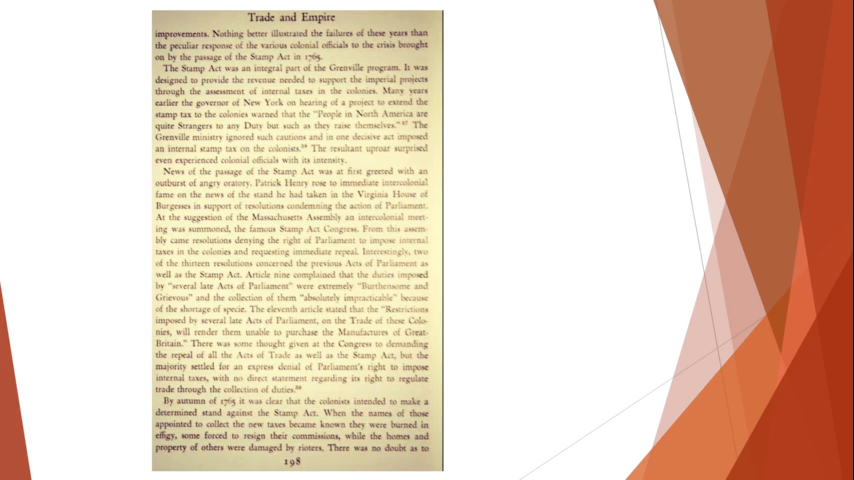 Trade and Empire
improvements. Nothing better illustrated the failures of these years than
the peculiar response of the various colonial officials to the crisis brought
on by the passage of the Stamp Act in 1765.
The Stamp Act was an integral part of the Grenville program. It was
designed to provide the revenue needed to support the imperial projects
through the assessment of internal taxes in the colonies. Many years
earlier the governor of New York on hearing of a project to extend the
stamp tax to the colonies warned that the "People in North America are
quite Strangers to any Duty but such as they raise themselves." The
Grenville ministry ignored such cautions and in one decisive act imposed
an internal stamp tax on the colonists. The resultant uproar surprised
even experienced colonial officials with its intensity.
News of the passage of the Stamp Act was at first greeted with an
outburst of angry oratory. Patrick Henry rose to immediate intercolonial
fame on the news of the stand he had taken in the Virginia House of
Burgesses in support of resolutions condemning the action of Parliament.
At the suggestion of the Massachusetts Assembly an intercolonial meet-
ing was summoned, the famous Stamp Act Congress. From this assem-
bly came resolutions denying the right of Parliament to impose internal
taxes in the colonies and requesting immediate repeal. Interestingly, two
of the thirteen resolutions concerned the previous Acts of Parliament as
well as the Stamp Act. Article nine complained that the duties imposed
by "several late Acts of Parliament" were extremely "Burthensome and
Grievous" and the collection of them "absolutely impracticable" because
of the shortage of specie. The eleventh article stated that the "Restrictions
imposed by several late Acts of Parliament, on the Trade of these Colo-
nies, will render them unable to purchase the Manufactures of Great-
Britain." There was some thought given at the Congress to demanding
the repeal of all the Acts of Trade as well as the Stamp Act, but the
majority settled for an express denial of Parliament's right to impose
internal taxes, with no direct statement regarding its right to regulate
trade through the collection of duties.
By autumn of 1765 it was clear that the colonists intended to make a
determined stand against the Stamp Act. When the names of those
appointed to collect the new taxes became known they were burned in
effigy, some forced to resign their commissions, while the homes and
property of others were damaged by rioters. There was no doubt as to
198